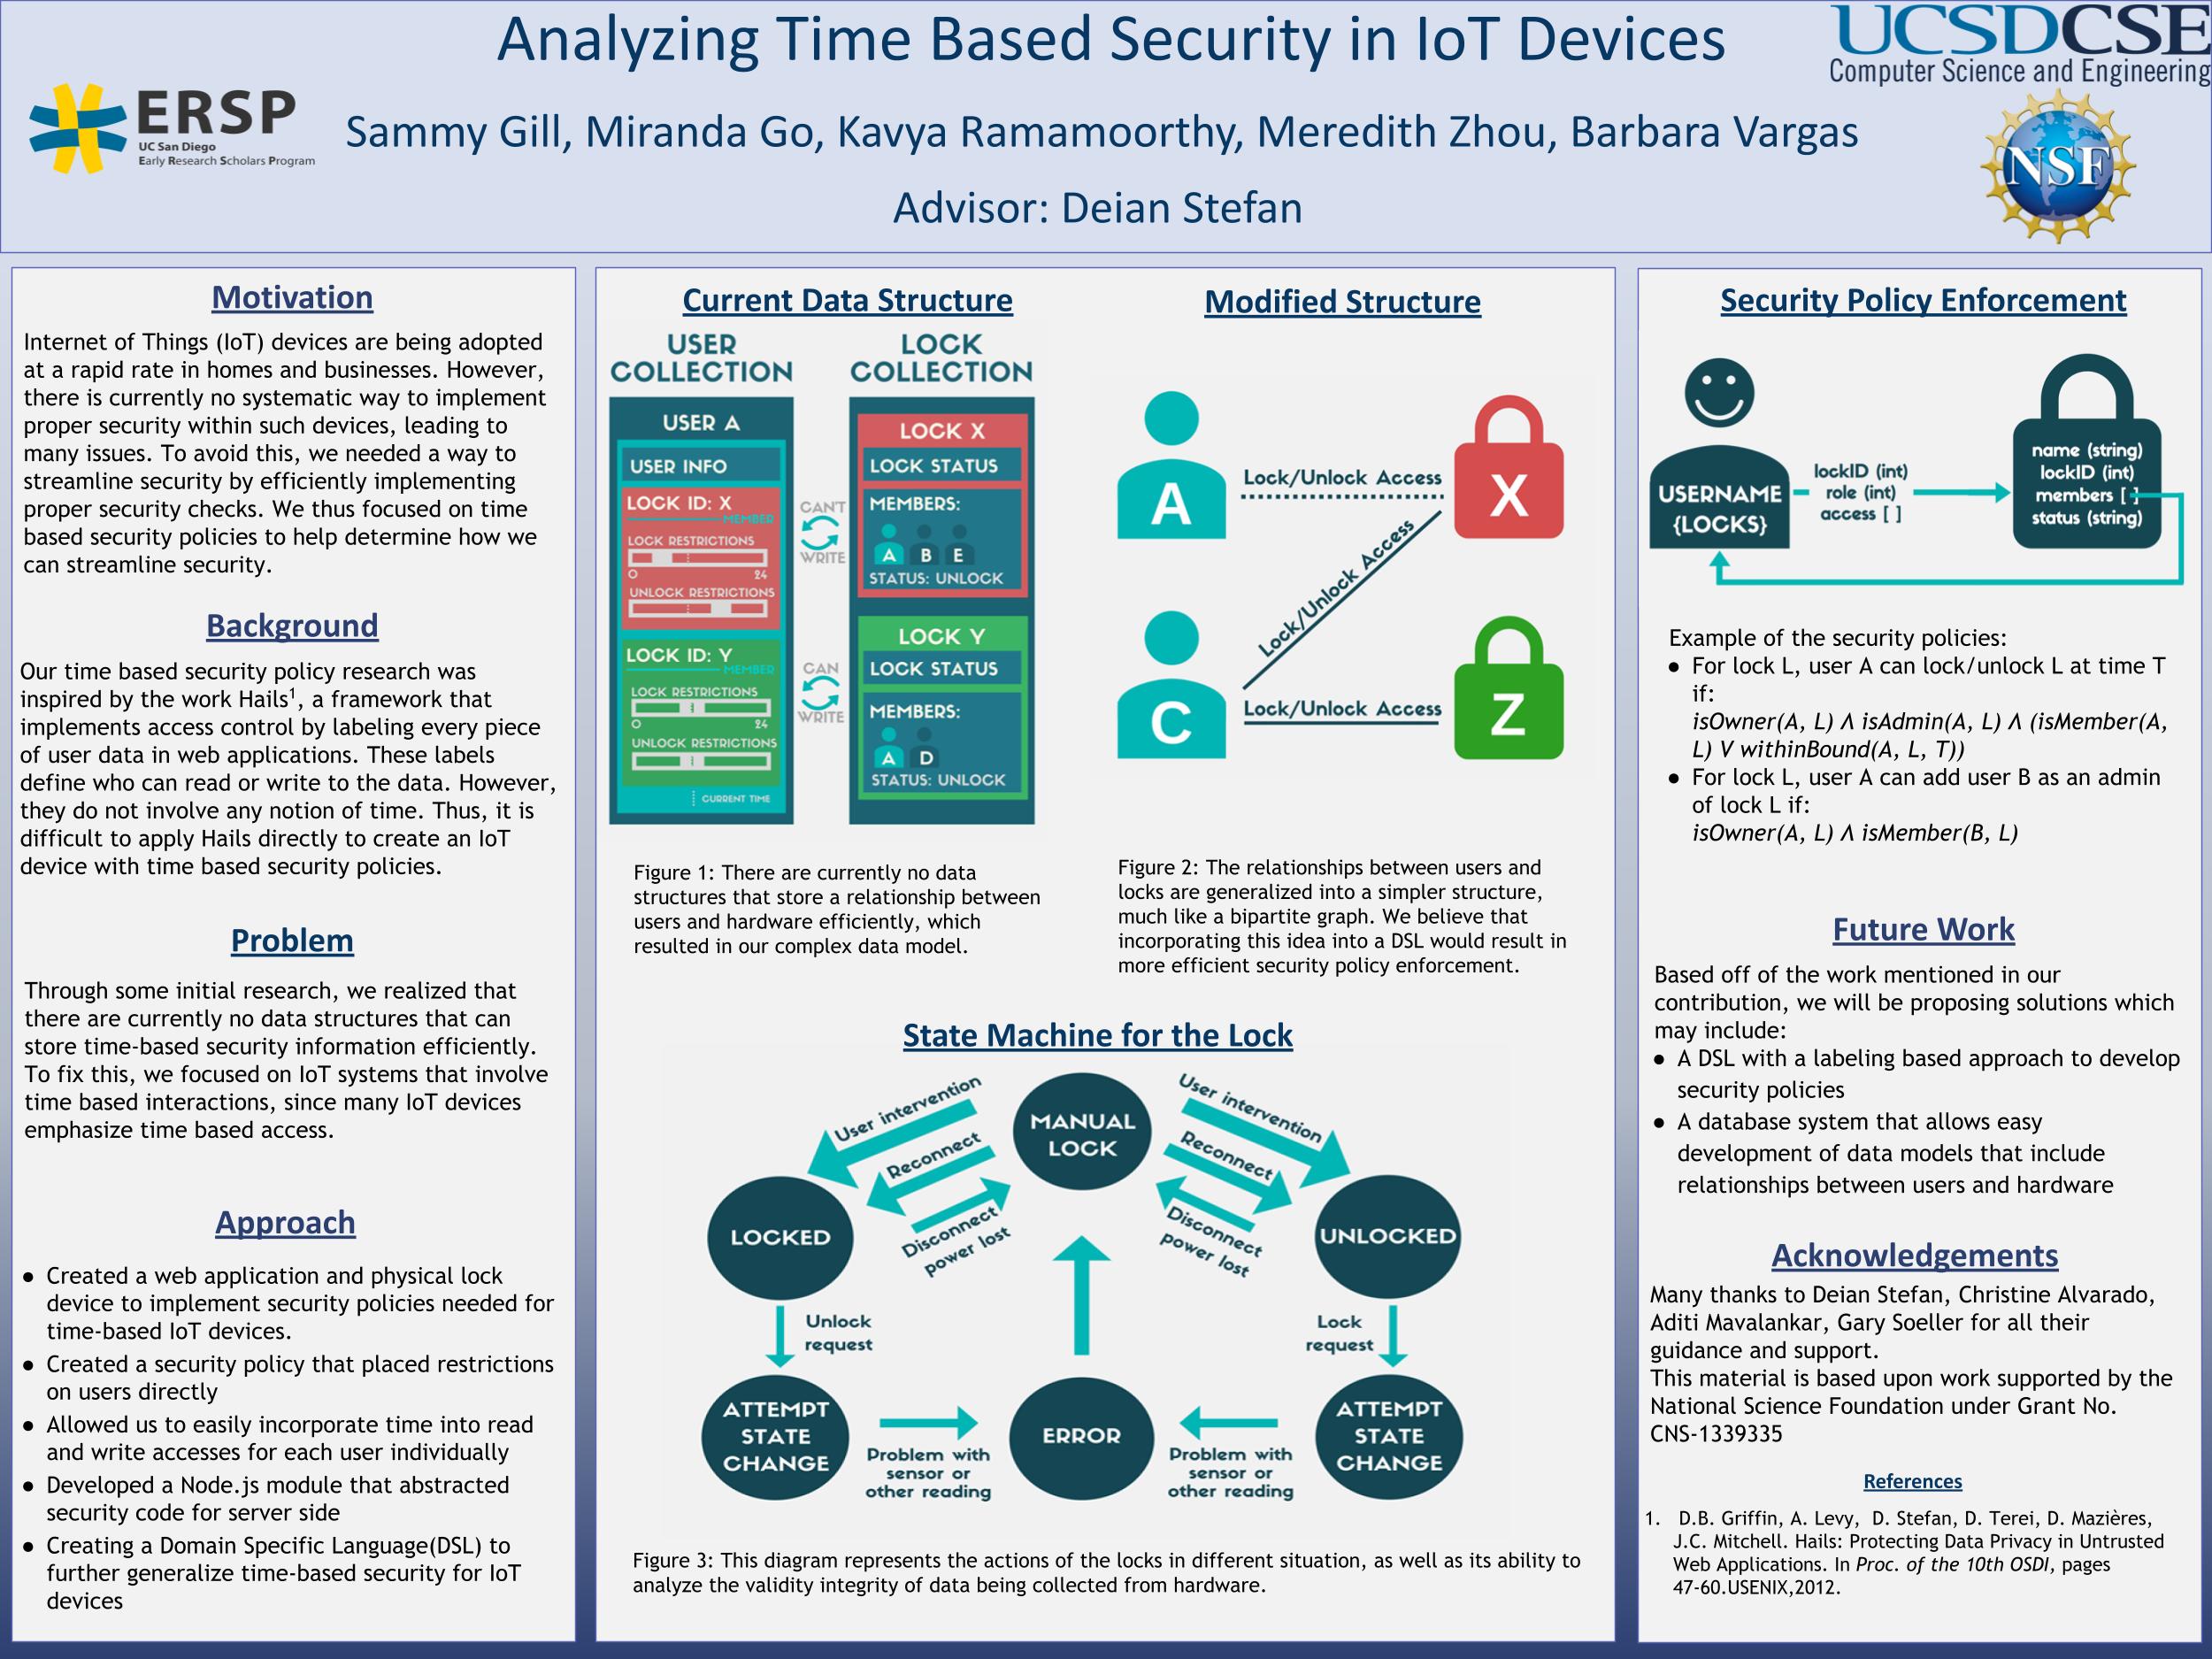 Analyzing Time Based Security in IoT Devices
Sammy Gill, Miranda Go, Kavya Ramamoorthy, Meredith Zhou, Barbara Vargas
Advisor: Deian Stefan
ERSP
UC San Diego
Early Research Scholars Program
UCSDCSE
Computer Science and Engineering
NSF
Motivation
Internet of Things (IoT) devices are being adopted
at a rapid rate in homes and businesses. However,
there is currently no systematic way to implement
proper security within such devices, leading to
many issues. To avoid this, we needed a way to
streamline security by efficiently implementing
proper security checks. We thus focused on time
based security policies to help determine how we
can streamline security.
Background
Our time based security policy research was
inspired by the work Hails¹, a framework that
implements access control by labeling every piece
of user data in web applications. These labels
define who can read or write to the data. However,
they do not involve any notion of time. Thus, it is
difficult to apply Hails directly to create an IoT
device with time based security policies.
Problem
Through some initial research, we realized that
there are currently no data structures that can
store time-based security information efficiently.
To fix this, we focused on IoT systems that involve
time based interactions, since many IoT devices
emphasize time based access.
Approach
● Created a web application and physical lock
device to implement security policies needed for
time-based IoT devices.
● Created a security policy that placed restrictions
on users directly
● Allowed us to easily incorporate time into read
and write accesses for each user individually
● Developed a Node.js module that abstracted
security code for server side
● Creating a Domain Specific Language(DSL) to
further generalize time-based security for IoT
devices
Current Data Structure
USER
COLLECTION
USER A
USER INFO
LOCK ID: X
MEMBER
LOCK RESTRICTIONS
0 24
UNLOCK RESTRICTIONS
LOCK ID: Y
MEMBER
LOCK RESTRICTIONS
0 24
UNLOCK RESTRICTIONS
CURRENT TIME
CAN'T
WRITE
CAN
WRITE
LOCK
COLLECTION
LOCK X
LOCK STATUS
MEMBERS:
A B E
STATUS: UNLOCK
LOCK Y
LOCK STATUS
MEMBERS:
A D
STATUS: UNLOCK
Figure 1: There are currently no data
structures that store a relationship between
users and hardware efficiently, which
resulted in our complex data model.
Modified Structure
A
Lock/Unlock Access
X
Lock/Unlock Access
C
Lock/Unlock Access
Z
Figure 2: The relationships between users and
locks are generalized into a simpler structure,
much like a bipartite graph. We believe that
incorporating this idea into a DSL would result in
more efficient security policy enforcement.
State Machine for the Lock
User intervention
Reconnect
Disconnect
power lost
MANUAL
LOCK
User intervention
Reconnect
Disconnect
power lost
LOCKED
UNLOCKED
Unlock
request
Lock
request
ATTEMPT
STATE
CHANGE
Problem with
sensor or
other reading
ERROR
Problem with
sensor or
other reading
ATTEMPT
STATE
CHANGE
Figure 3: This diagram represents the actions of the locks in different situation, as well as its ability to
analyze the validity integrity of data being collected from hardware.
Security Policy Enforcement
USERNAME
{LOCKS}
lockID (int)
role (int)
access [ ]
name (string)
lockID (int)
members [ ]
status (string)
Example of the security policies:
● For lock L, user A can lock/unlock L at time T
if:
isOwner(A, L) Λ isAdmin(A, L) Λ (isMember(A,
L) V withinBound(A, L, T))
● For lock L, user A can add user B as an admin
of lock L if:
isOwner(A, L) Λ isMember(B, L)
Future Work
Based off of the work mentioned in our
contribution, we will be proposing solutions which
may include:
● A DSL with a labeling based approach to develop
security policies
● A database system that allows easy
development of data models that include
relationships between users and hardware
Acknowledgements
Many thanks to Deian Stefan, Christine Alvarado,
Aditi Mavalankar, Gary Soeller for all their
guidance and support.
This material is based upon work supported by the
National Science Foundation under Grant No.
CNS-1339335
References
1. D.B. Griffin, A. Levy, D. Stefan, D. Terei, D. Mazières,
J.C. Mitchell. Hails: Protecting Data Privacy in Untrusted
Web Applications. In Proc. of the 10th OSDI, pages
47-60.USENIX,2012.